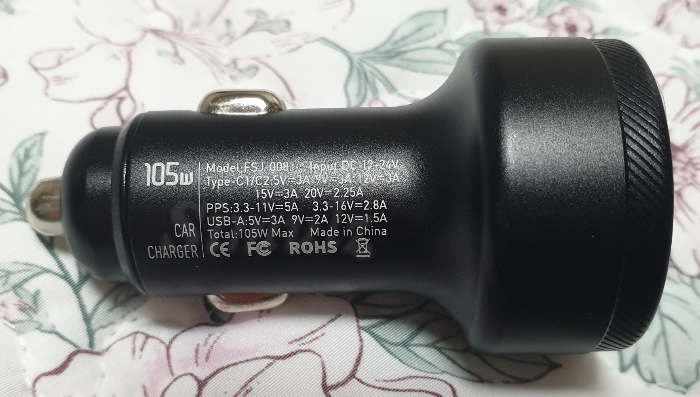 105W
CAR
CHARGER
Model:FSJ-008 Input:DC 12-24V
Type-C1/C2:5V=3A 9V=3A 12V=3A
15V=3A 20V=2.25A
PPS:3.3-11V=5A 3.3-16V=2.8A
USB-A:5V=3A 9V=2A 12V=1.5A
Total:105W Max Made in China
CE FC ROHS